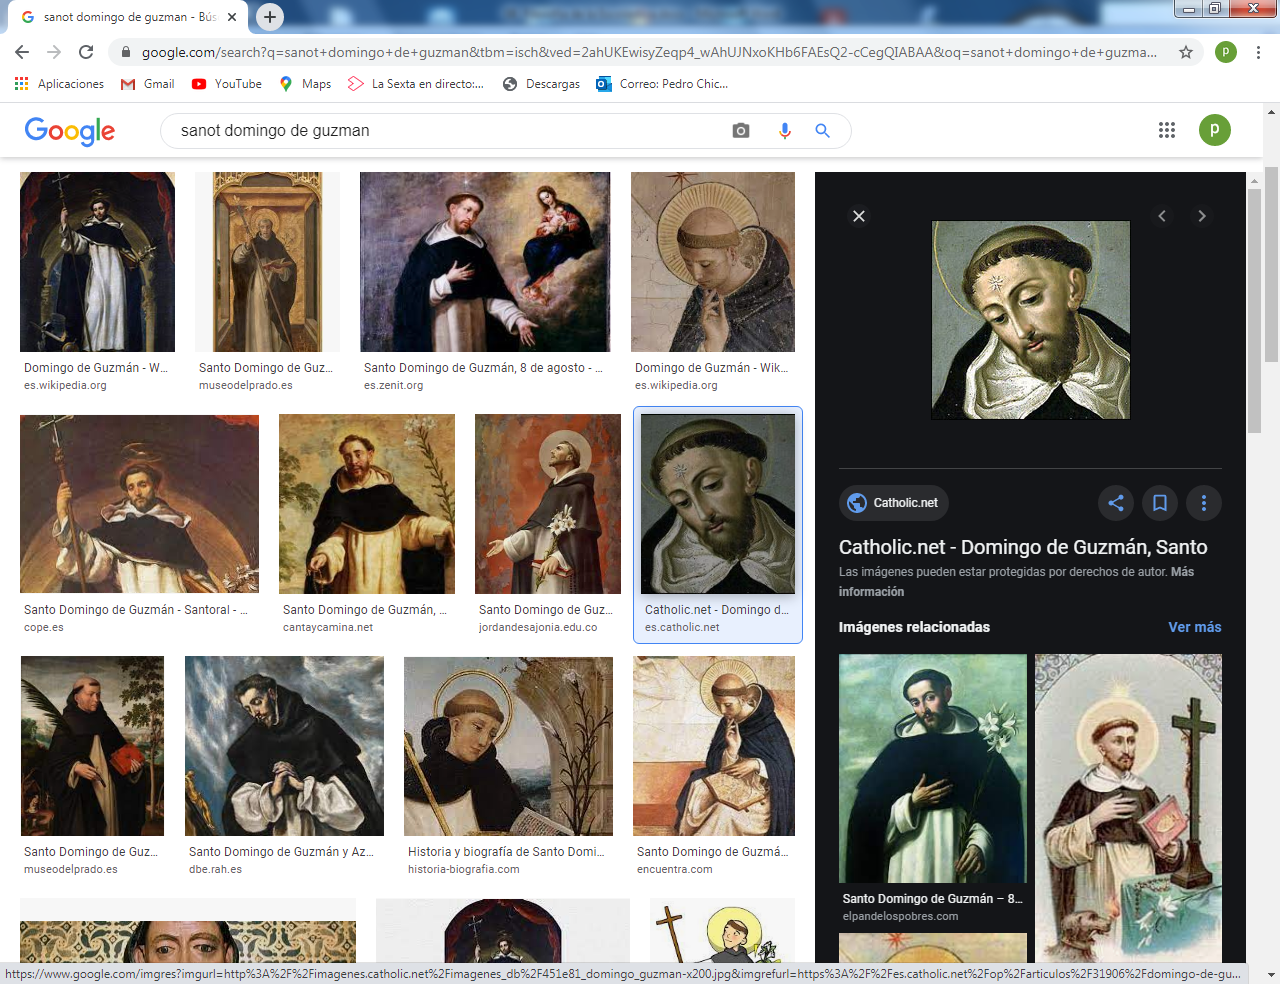 sanot domingo de guzman - Bús
google.com/search?q=sanot+domingo+de+guzman&tbm=isch&ved=2ahUKEwisyZeqp4_wAhUJNxoKHb6FAEsQ2-cCegQIABAA&oq=sanot+domingo+de+guzma...
p
Aplicaciones
Gmail
YouTube
Maps
La Sexta en directo:...
Descargas
Correo: Pedro Chic...
Google
sanot domingo de guzman
p
Domingo de Guzmán - W...
es.wikipedia.org
Santo Domingo de Guz...
museodelprado.es
Santo Domingo de Guzmán, 8 de agosto - ...
es.zenit.org
Domingo de Guzmán - Wik...
es.wikipedia.org
Santo Domingo de Guzmán - Santoral - ...
cope.es
Santo Domingo de Guzmán, ...
cantaycamina.net
Santo Domingo de Guz...
jordandesajonia.edu.co
Catholic.net - Domingo d...
es.catholic.net
Santo Domingo de Guz...
museodelprado.es
Santo Domingo de Guzmán y Az...
dbe.rah.es
Historia y biografía de Santo Domi...
historia-biografia.com
Santo Domingo de Guzmá...
encuentra.com
Catholic.net
Catholic.net - Domingo de Guzmán, Santo
Las imágenes pueden estar protegidas por derechos de autor. Más
información
Imágenes relacionadas
Ver más
Santo Domingo de Guzmán – 8...
elpandelospobres.com
https://www.google.com/imgres?imgurl=http%3A%2F%2Fimagenes.catholic.net%2Fimagenes_db%2F451e81_domingo_guzman-x200.jpg&imgrefurl=https%3A%2F%2Fes.catholic.net%2Fop%2Farticulos%2F31906%2Fdomingo-de-gu...